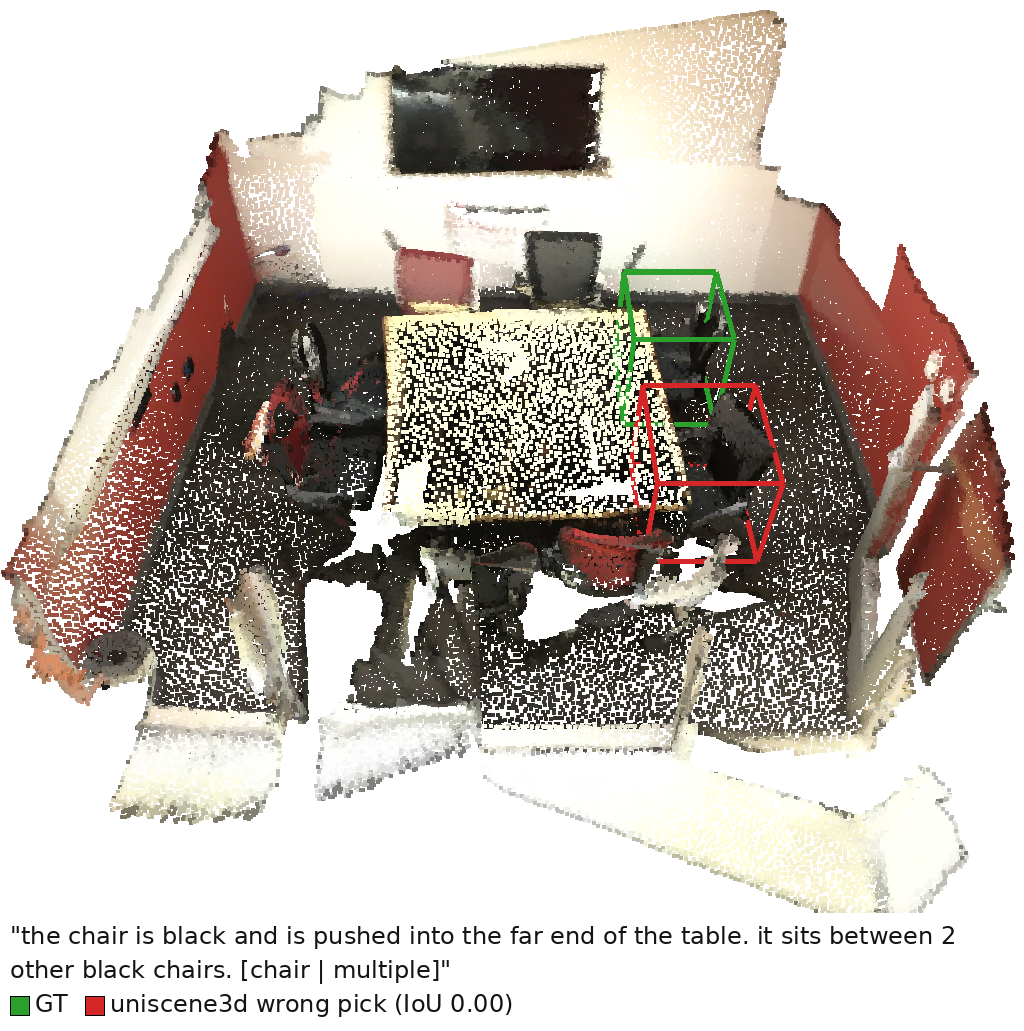 "the chair is black and is pushed into the far end of the table. it sits between 2
other black chairs. [chair | multiple]"
GT uniscene3d wrong pick (IoU 0.00)